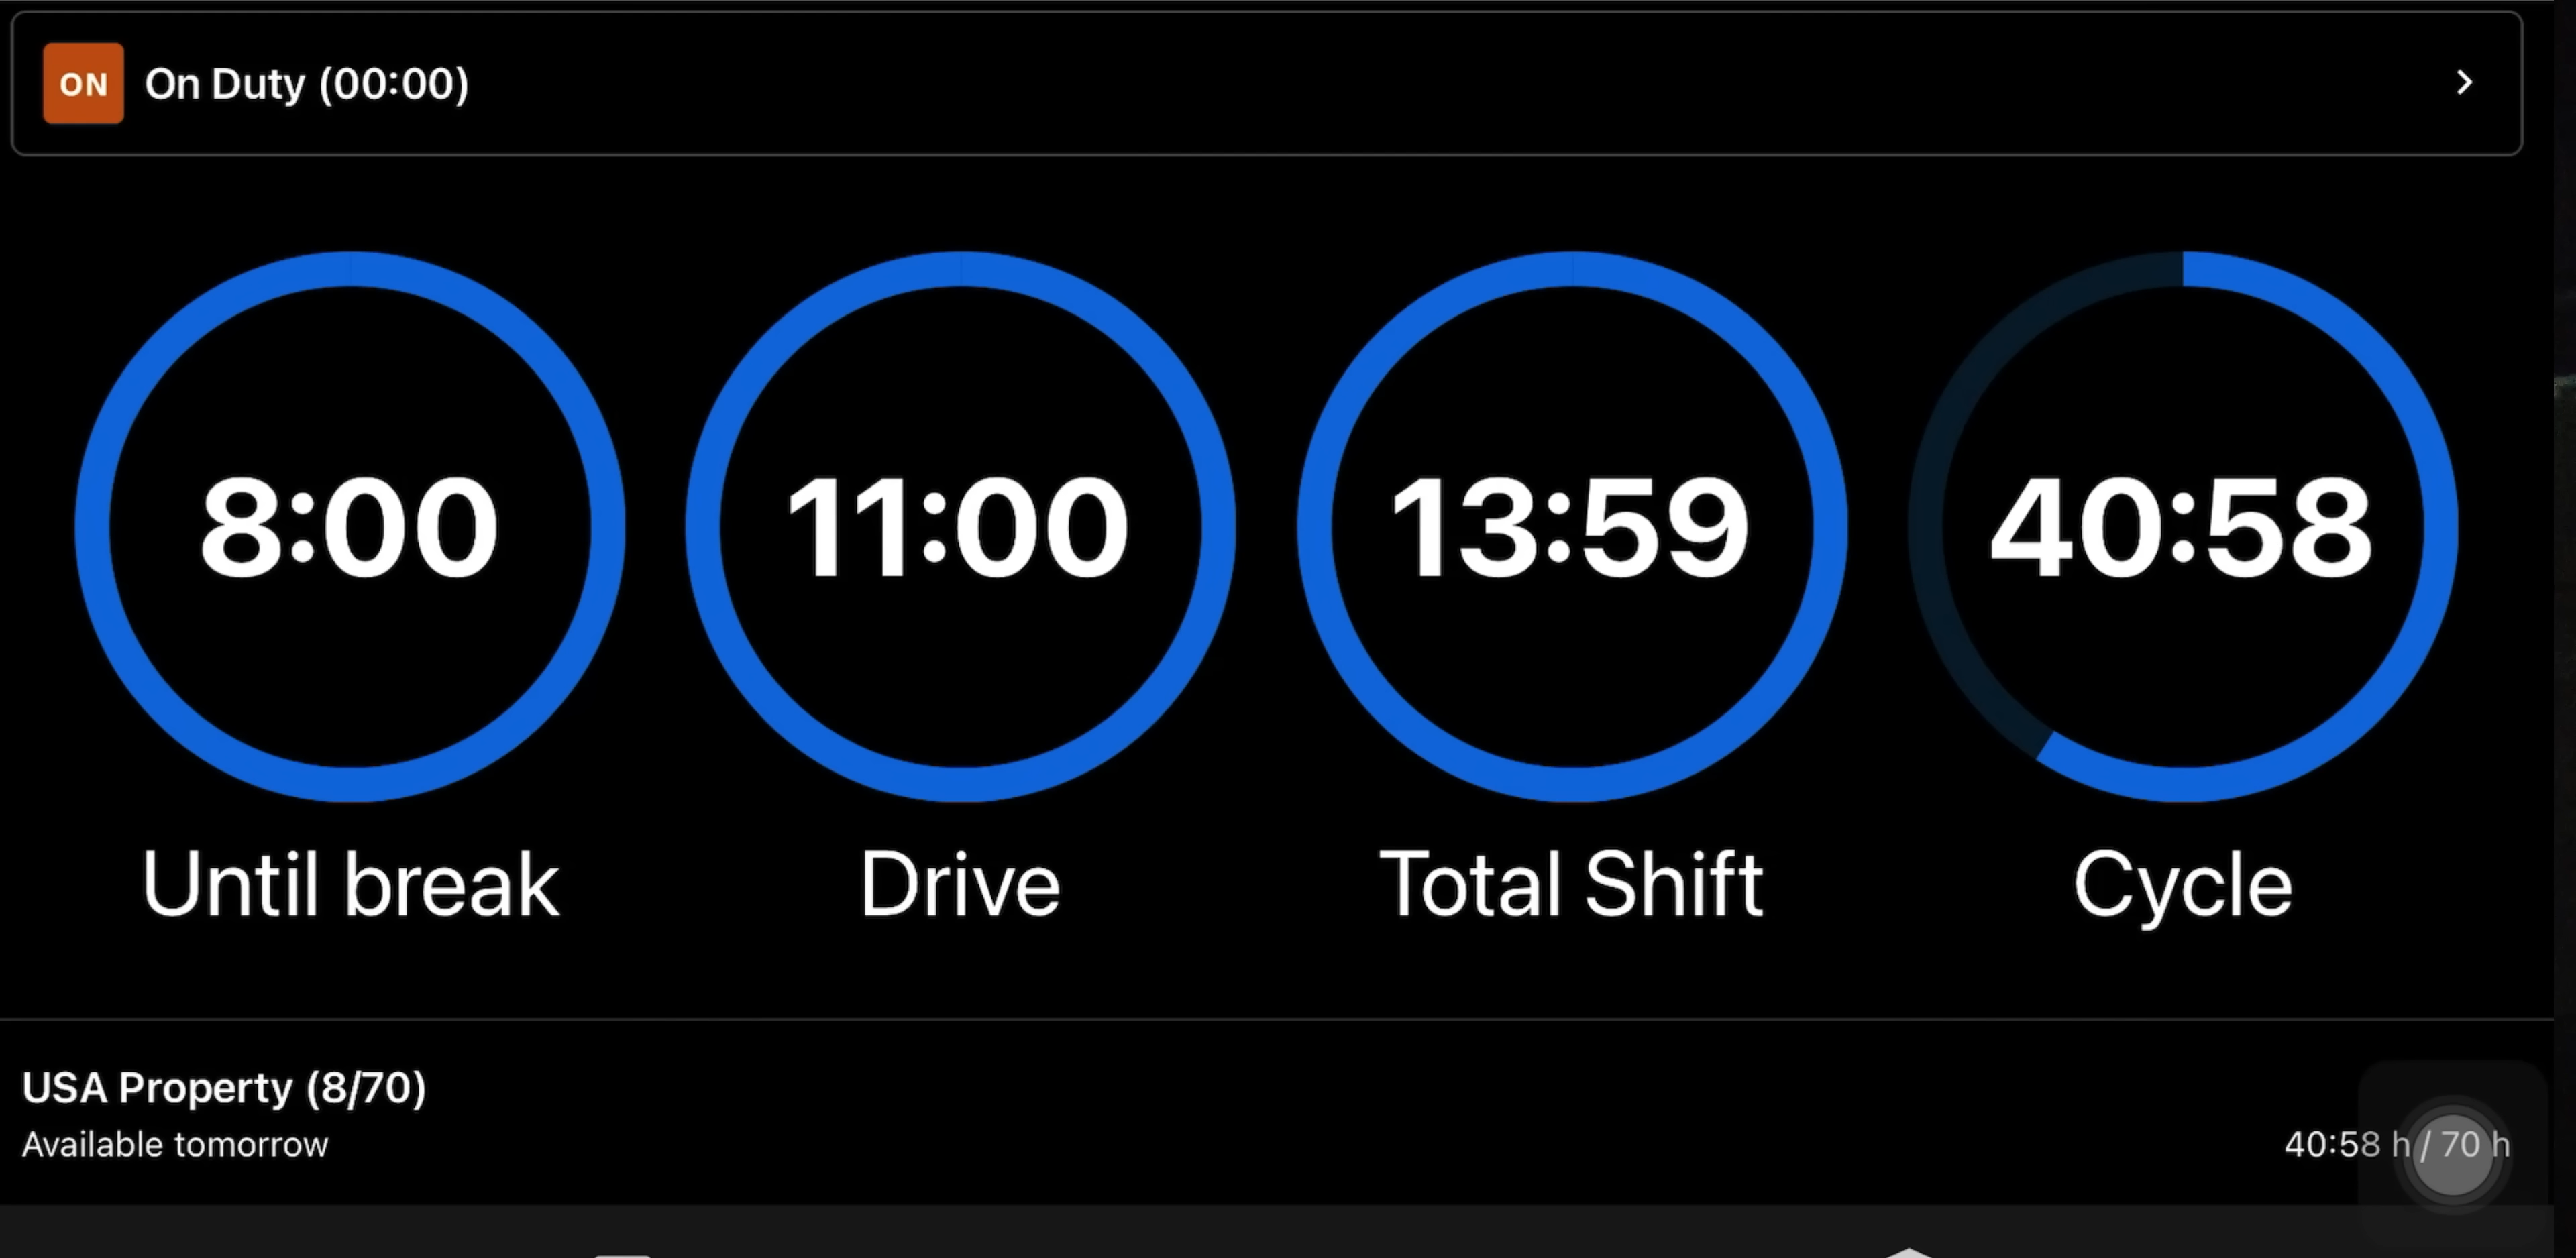 ON On Duty (00:00)
8:00 11:00 13:59 40:58
Until break Drive Total Shift Cycle
USA Property (8/70)
Available tomorrow 40:58 h / 70 h